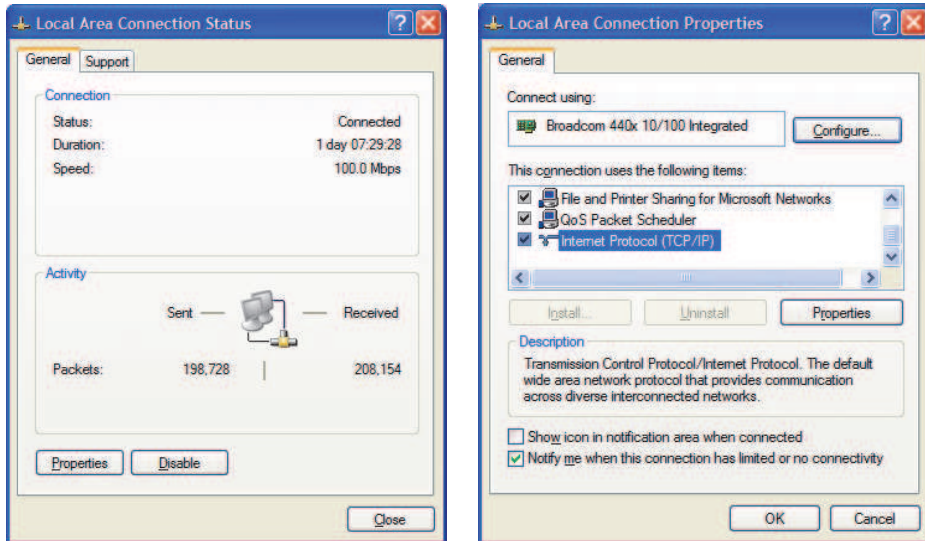 Local Area Connection Status
General Support
Connection
Status: Connected
Duration: 1 day 07:29:28
Speed: 100.0 Mbps
Activity
Sent Received
Packets: 198,728 208,154
Properties Disable
Close
Local Area Connection Properties
General
Connect using:
Broadcom 440x 10/100 Integrated
Configure...
This connection uses the following items:
File and Printer Sharing for Microsoft Networks
QoS Packet Scheduler
Internet Protocol (TCP/IP)
Install... Uninstall Properties
Description
Transmission Control Protocol/Internet Protocol. The default
wide area network protocol that provides communication
across diverse interconnected networks.
Show icon in notification area when connected
Notify me when this connection has limited or no connectivity
OK Cancel